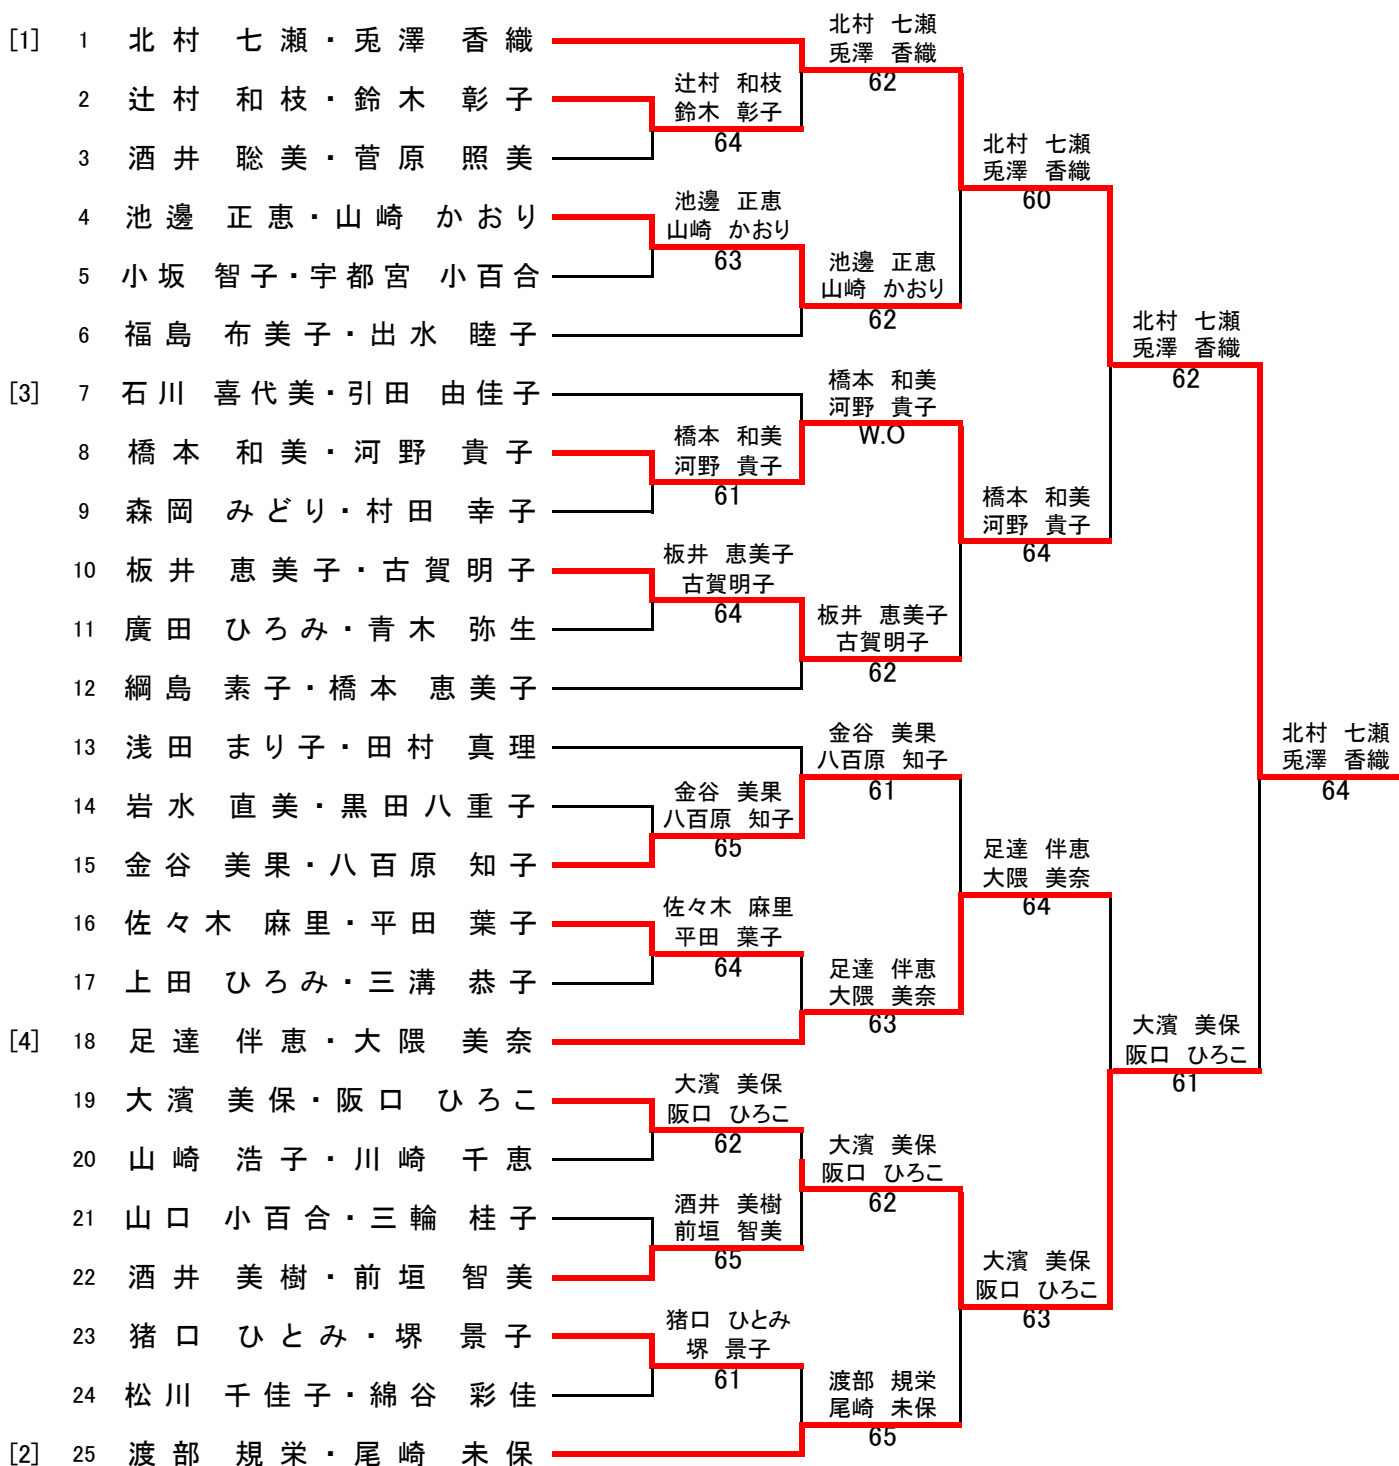 [1] 1 北村 七瀬・兎澤 香織
2 辻村 和枝・鈴木 彰子
3 酒井 聡美・菅原 照美
4 池邊 正恵・山崎 かおり
5 小坂 智子・宇都宮 小百合
6 福島 布美子・出水 睦子
[3] 7 石川 喜代美・引田 由佳子
8 橋本 和美・河野 貴子
9 森岡 みどり・村田 幸子
10 板井 恵美子・古賀明子
11 廣田 ひろみ・青木 弥生
12 綱島 素子・橋本 恵美子
13 浅田 まり子・田村 真理
14 岩水 直美・黒田八重子
15 金谷 美果・八百原 知子
16 佐々木 麻里・平田 葉子
17 上田 ひろみ・三溝 恭子
[4] 18 足達 伴恵・大隈 美奈
19 大濱 美保・阪口 ひろこ
20 山崎 浩子・川崎 千恵
21 山口 小百合・三輪 桂子
22 酒井 美樹・前垣 智美
23 猪口 ひとみ・堺 景子
24 松川 千佳子・綿谷 彩佳
[2] 25 渡部 規栄・尾崎 未保
辻村 和枝
鈴木 彰子
64
池邊 正恵
山崎 かおり
63
橋本 和美
河野 貴子
61
板井 恵美子
古賀明子
64
金谷 美果
八百原 知子
65
佐々木 麻里
平田 葉子
64
大濱 美保
阪口 ひろこ
62
酒井 美樹
前垣 智美
65
猪口 ひとみ
堺 景子
61
北村 七瀬
兎澤 香織
62
池邊 正恵
山崎 かおり
62
橋本 和美
河野 貴子
W.O
板井 恵美子
古賀明子
62
金谷 美果
八百原 知子
61
足達 伴恵
大隈 美奈
63
大濱 美保
阪口 ひろこ
62
渡部 規栄
尾崎 未保
65
北村 七瀬
兎澤 香織
60
橋本 和美
河野 貴子
64
足達 伴恵
大隈 美奈
64
大濱 美保
阪口 ひろこ
63
北村 七瀬
兎澤 香織
62
大濱 美保
阪口 ひろこ
61
北村 七瀬
兎澤 香織
64